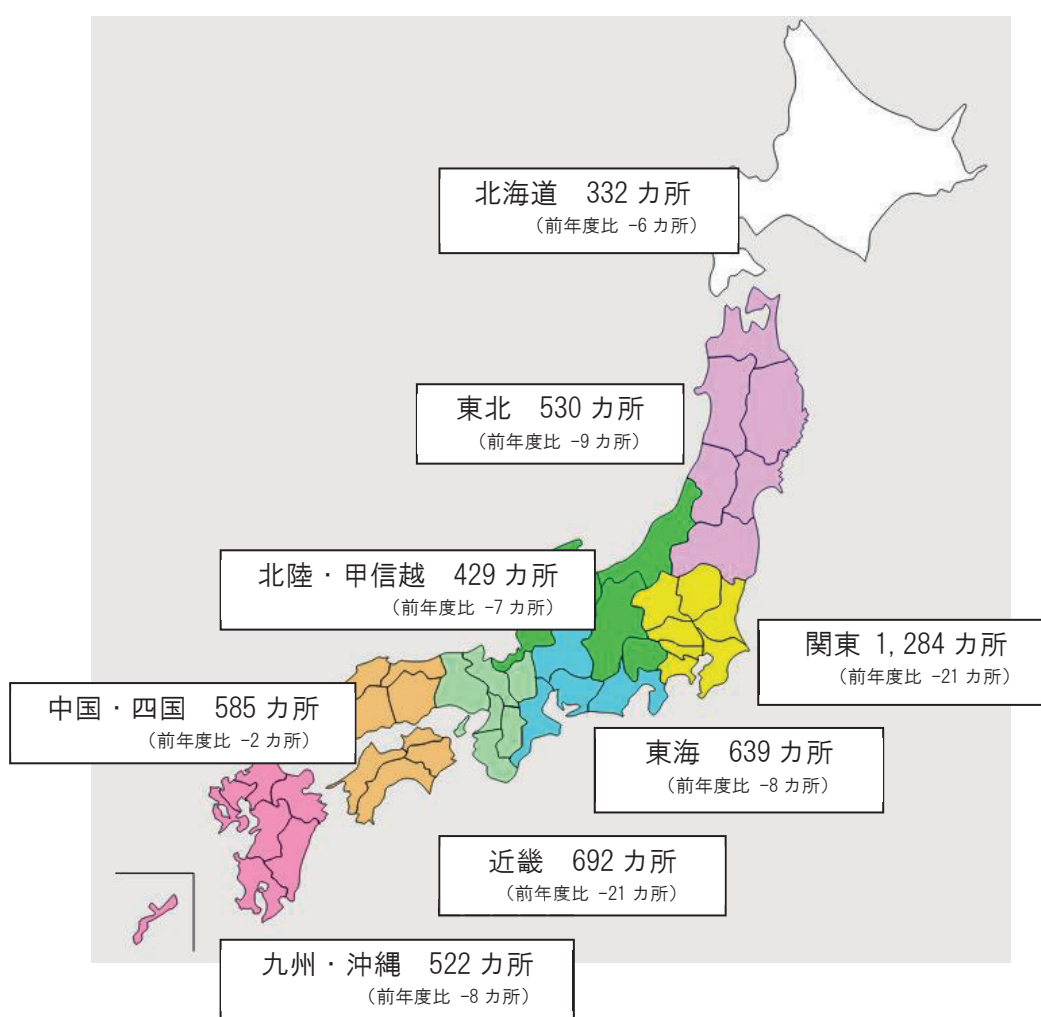 北海道　332 カ所
（前年度比 -6 カ所）
東北　530 カ所
（前年度比 -9 カ所）
北陸・甲信越　429 カ所
（前年度比 -7 カ所）
関東 1,284 カ所
（前年度比 -21 カ所）
中国・四国　585 カ所
（前年度比 -2 カ所）
東海　639 カ所
（前年度比 -8 カ所）
近畿　692 カ所
（前年度比 -21 カ所）
九州・沖縄　522 カ所
（前年度比 -8 カ所）